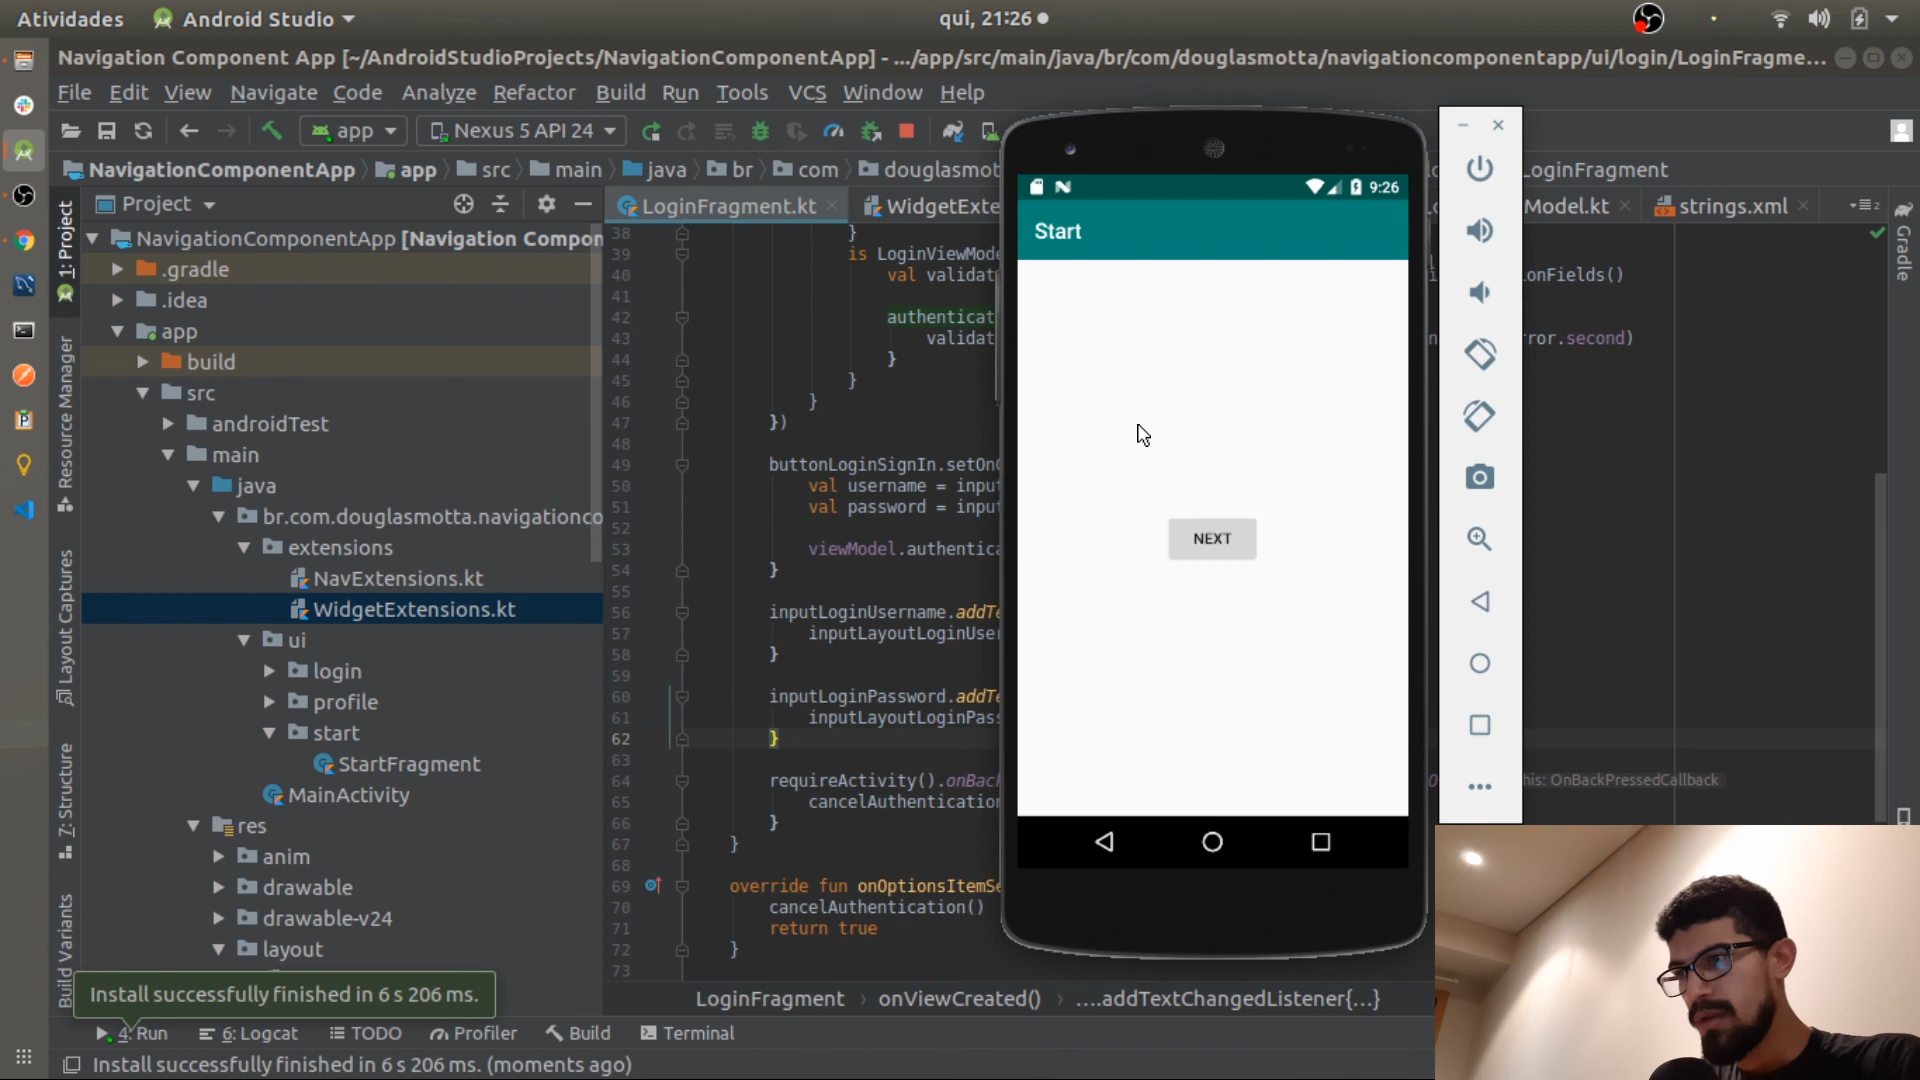 Atividades
Android Studio
qui, 21:26
Navigation Component App [~/AndroidStudioProjects/NavigationComponentApp] - .../app/src/main/java/br/com/douglasmotta/navigationcomponentapp/ui/login/LoginFragme...
File Edit View Navigate Code Analyze Refactor Build Run Tools VCS Window Help
app
Nexus 5 API 24
NavigationComponentApp
app
src
main
java
br
com
douglasmot
LoginFragment
1: Project
Resource Manager
Layout Captures
7: Structure
Build Variants
Project
NavigationComponentApp [Navigation Compon
.gradle
.idea
app
build
src
androidTest
main
java
br.com.douglasmotta.navigationco
extensions
NavExtensions.kt
WidgetExtensions.kt
ui
login
profile
start
StartFragment
MainActivity
res
anim
drawable
drawable-v24
layout
LoginFragment.kt
WidgetExte
Model.kt
strings.xml
Gradle
38 }
39 is LoginViewMode
40 val validat
onFields()
41
42 authenticat
43 validat
ror.second)
44 }
45 }
46 }
47 })
48
49 buttonLoginSignIn.setOnC
50 val username = input
51 val password = input
52
53 viewModel.authentica
54 }
55
56 inputLoginUsername.addTe
57 inputLayoutLoginUser
58 }
59
60 inputLoginPassword.addTe
61 inputLayoutLoginPass
62 }
63
64 requireActivity().onBack
his: OnBackPressedCallback
65 cancelAuthentication
66 }
67 }
68
69 override fun onOptionsItemSe
70 cancelAuthentication()
71 return true
72 }
73
9:26
Start
NEXT
LoginFragment › onViewCreated() › ....addTextChangedListener{...}
Install successfully finished in 6 s 206 ms.
4: Run
6: Logcat
TODO
Profiler
Build
Terminal
Install successfully finished in 6 s 206 ms. (moments ago)